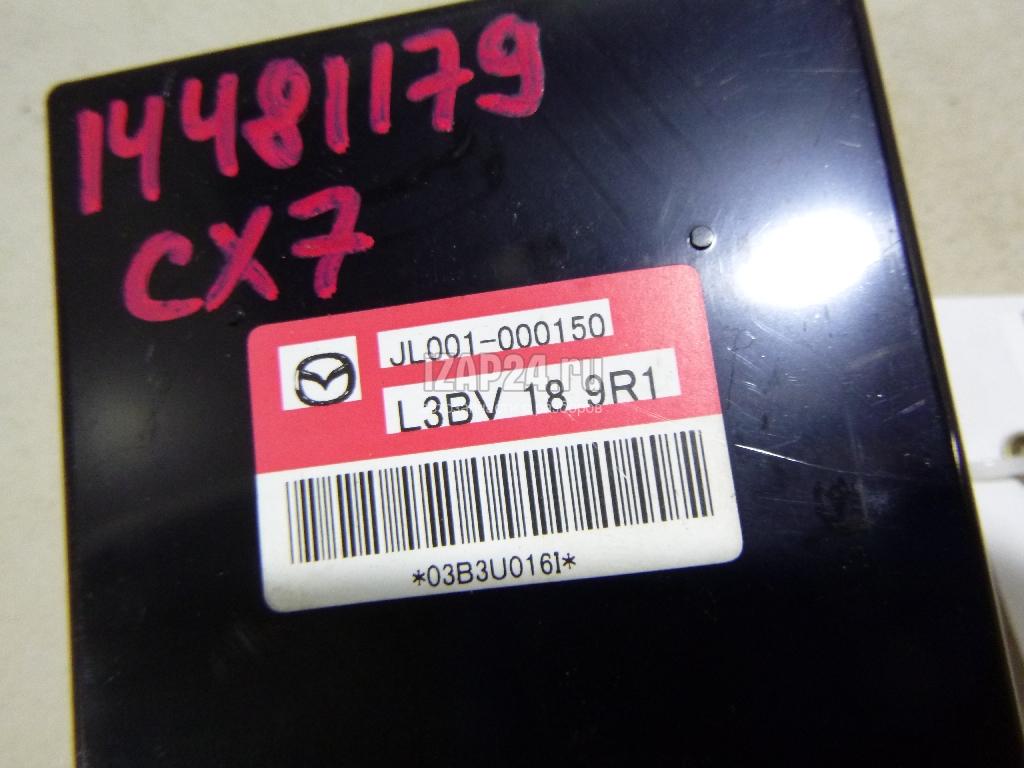 14481179
CX7
JL001-000150
IZAP24.ru
L3BV 18 9R1
*03B3U016I*